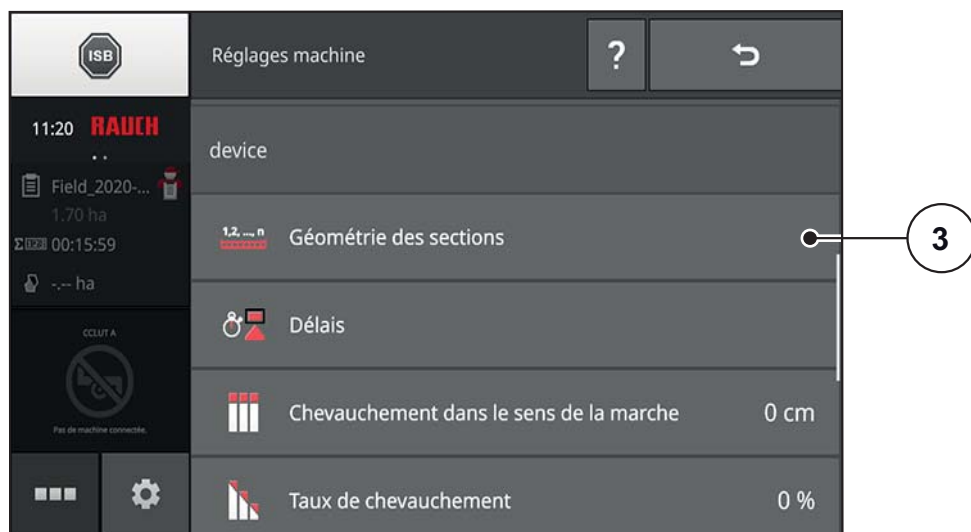 ISB
Réglages machine
?
11:20 RAUCH
device
Field_2020-...
1.70 ha
1,2, ..., n
Géométrie des sections
3
Σ 123 00:15:59
-.-- ha
Délais
CCLUT A
Pas de machine connectée.
Chevauchement dans le sens de la marche 0 cm
Taux de chevauchement 0 %